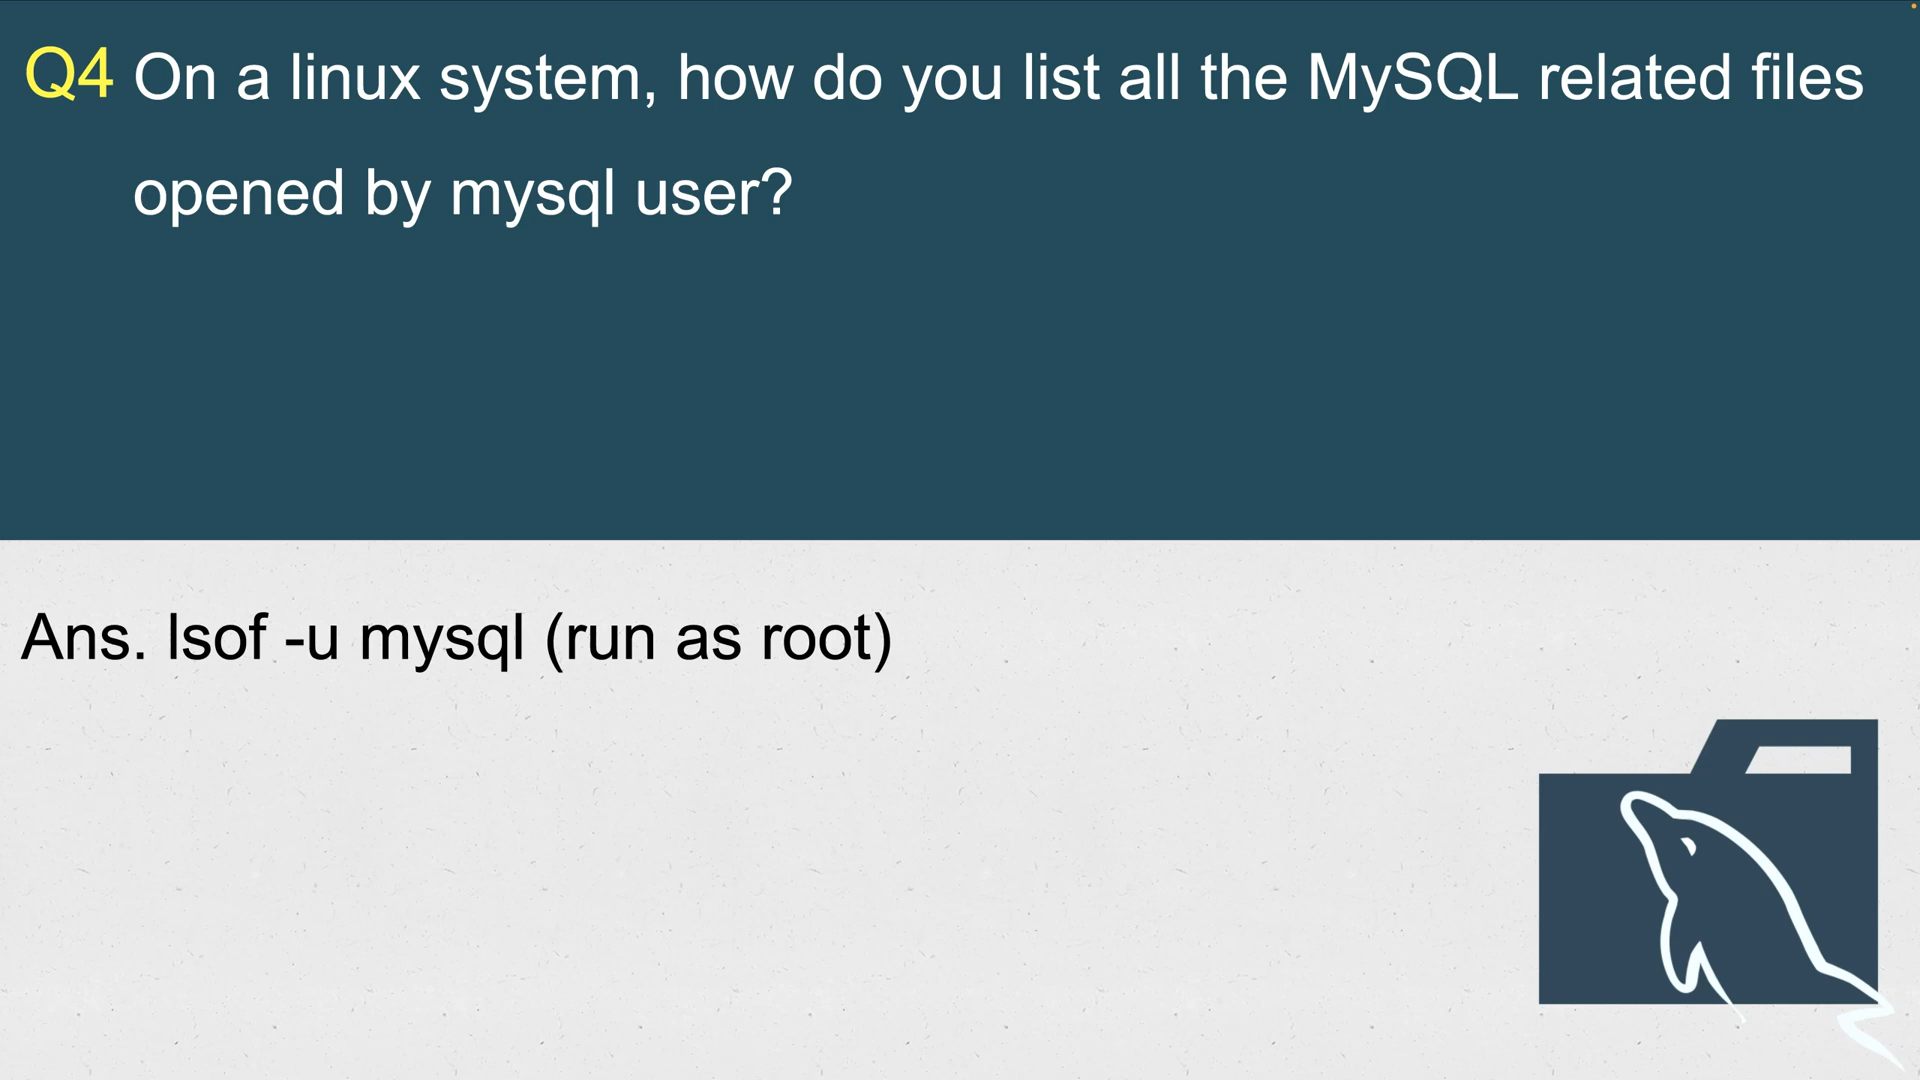 Q4 On a linux system, how do you list all the MySQL related files
opened by mysql user?
Ans. lsof -u mysql (run as root)